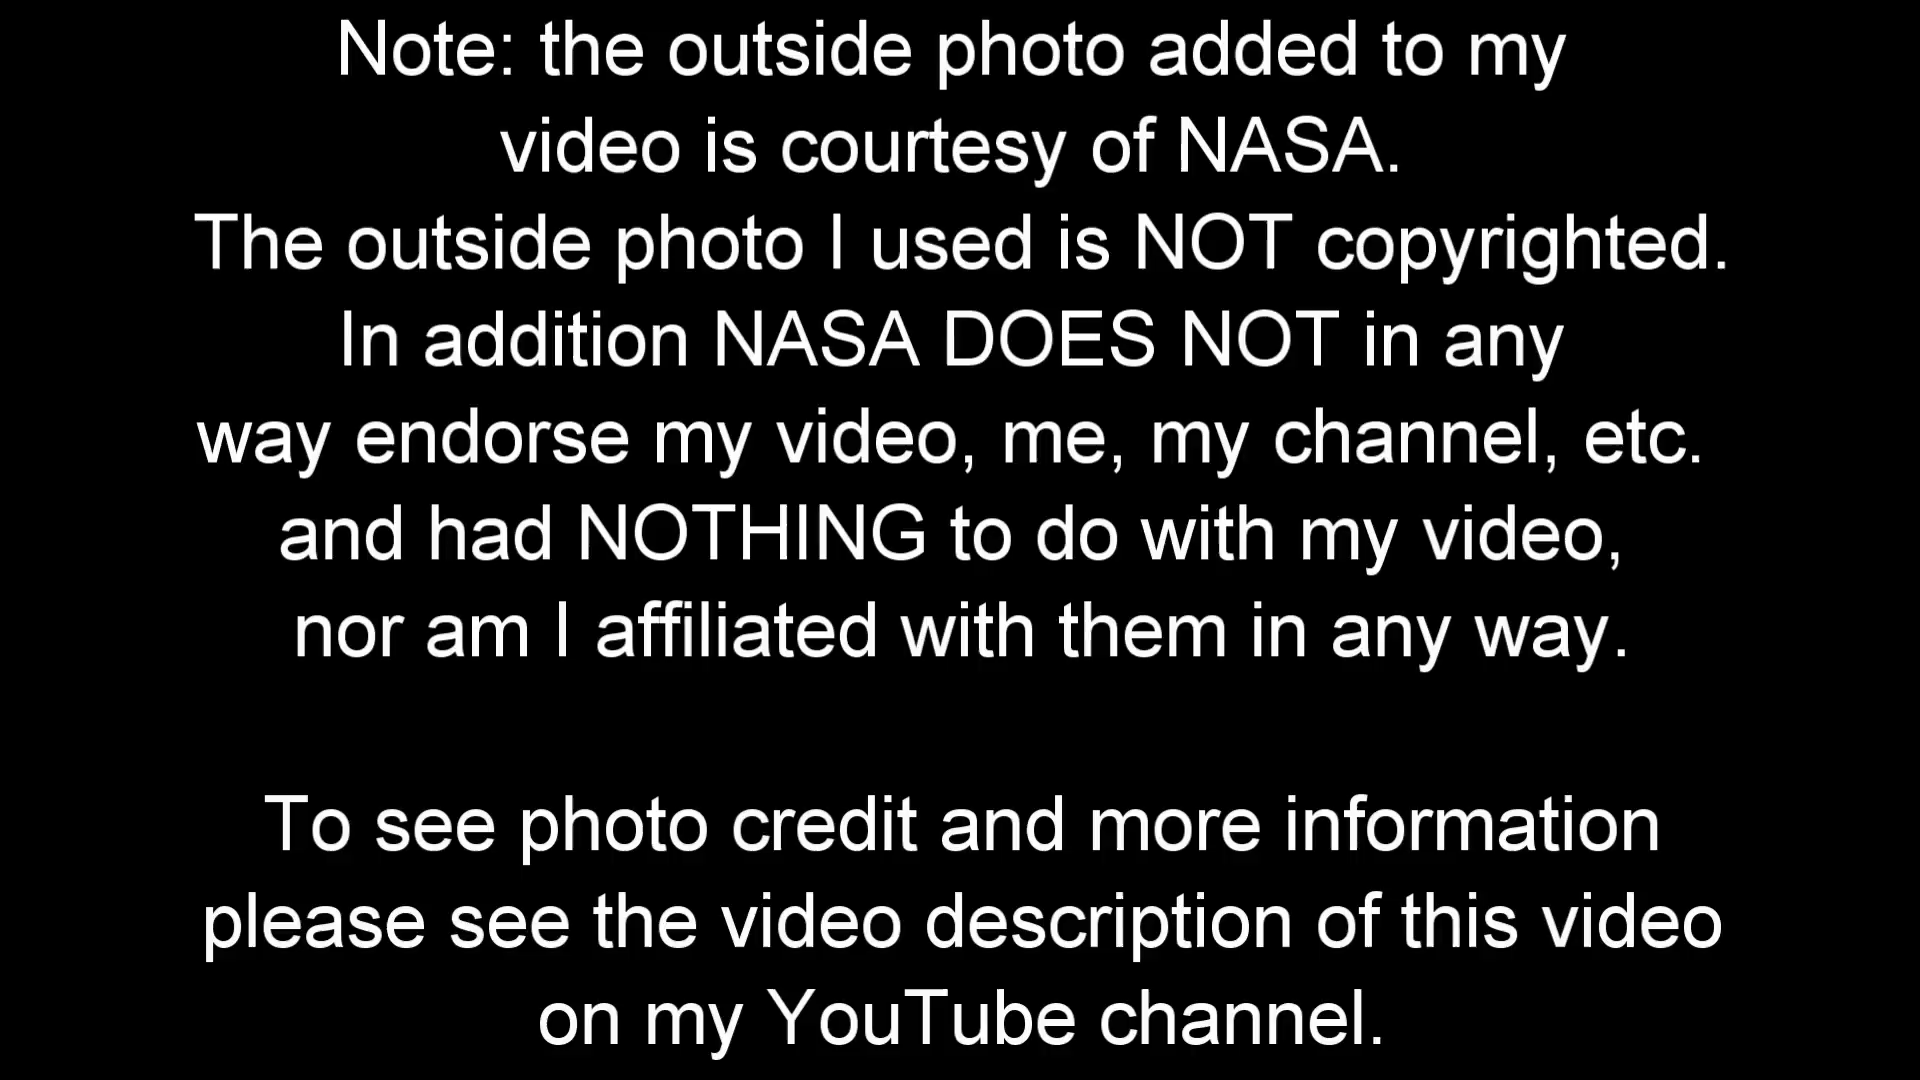 Note: the outside photo added to my
video is courtesy of NASA.
The outside photo I used is NOT copyrighted.
In addition NASA DOES NOT in any
way endorse my video, me, my channel, etc.
and had NOTHING to do with my video,
nor am I affiliated with them in any way.
To see photo credit and more information
please see the video description of this video
on my YouTube channel.